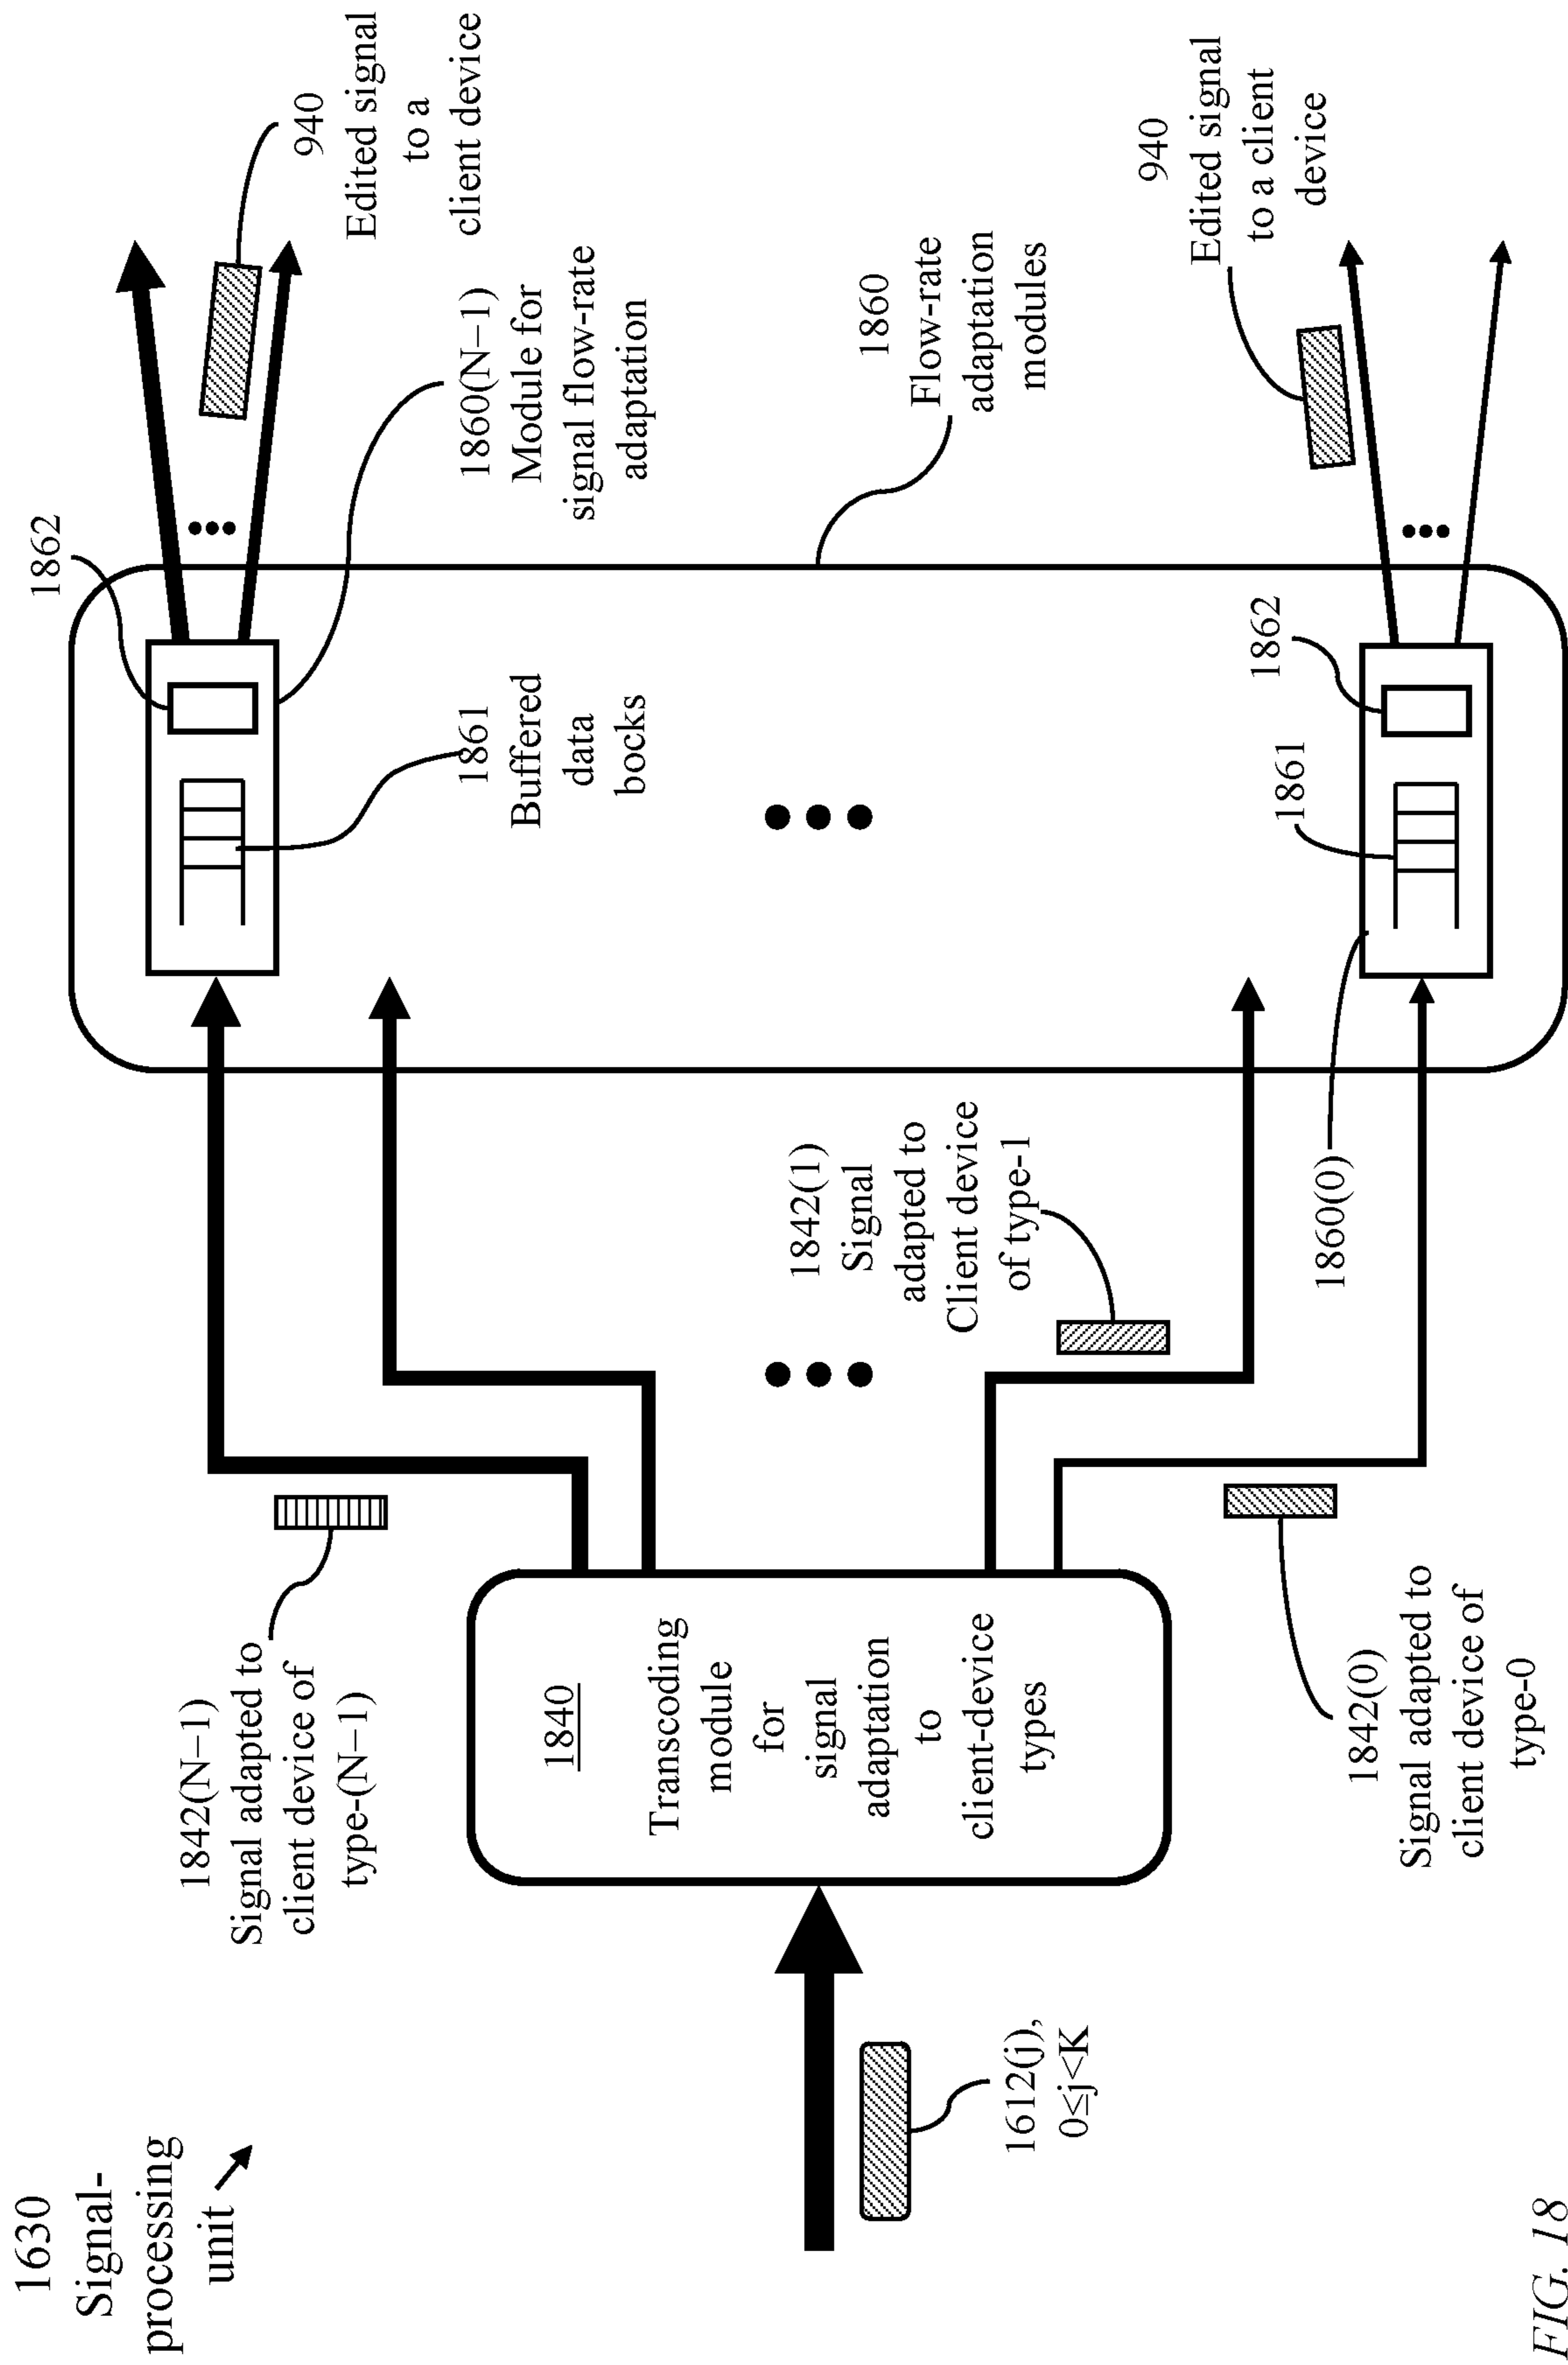 1630
Signal-
processing
unit
1612(j),
0≤j<K
1840
Transcoding
module
for
signal
adaptation
to
client-device
types
1842(N−1)
Signal adapted to
client device of
type-(N−1)
1842(1)
Signal
adapted to
Client device
of type-1
1842(0)
Signal adapted to
client device of
type-0
1862
1861
Buffered
data
bocks
1860(N−1)
Module for
signal flow-rate
adaptation
940
Edited signal
to a
client device
1860
Flow-rate
adaptation
modules
1860(0)
1861
1862
940
Edited signal
to a client
device
FIG. 18